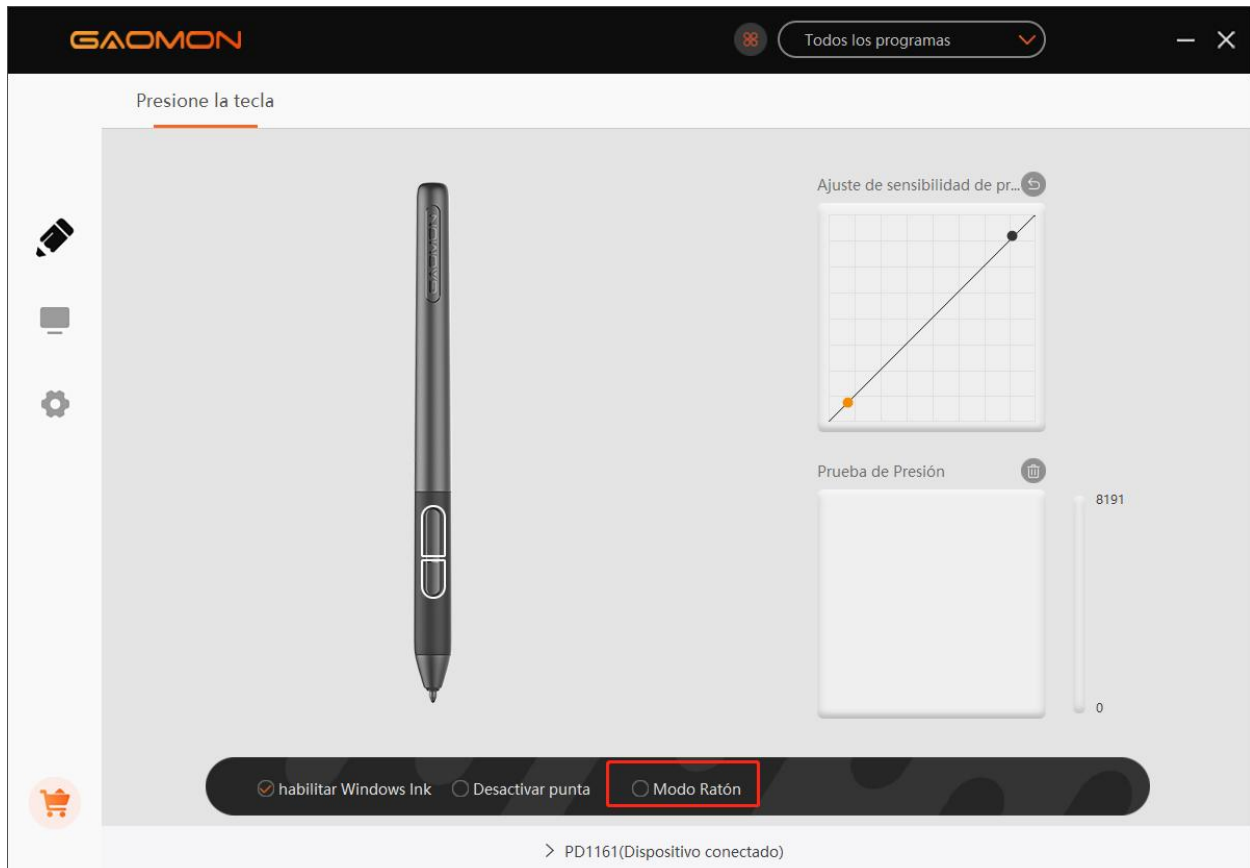 GAOMON
Todos los programas
Presione la tecla
Ajuste de sensibilidad de pr...
GAOMON
Prueba de Presión
8191
0
habilitar Windows Ink
Desactivar punta
Modo Ratón
> PD1161(Dispositivo conectado)